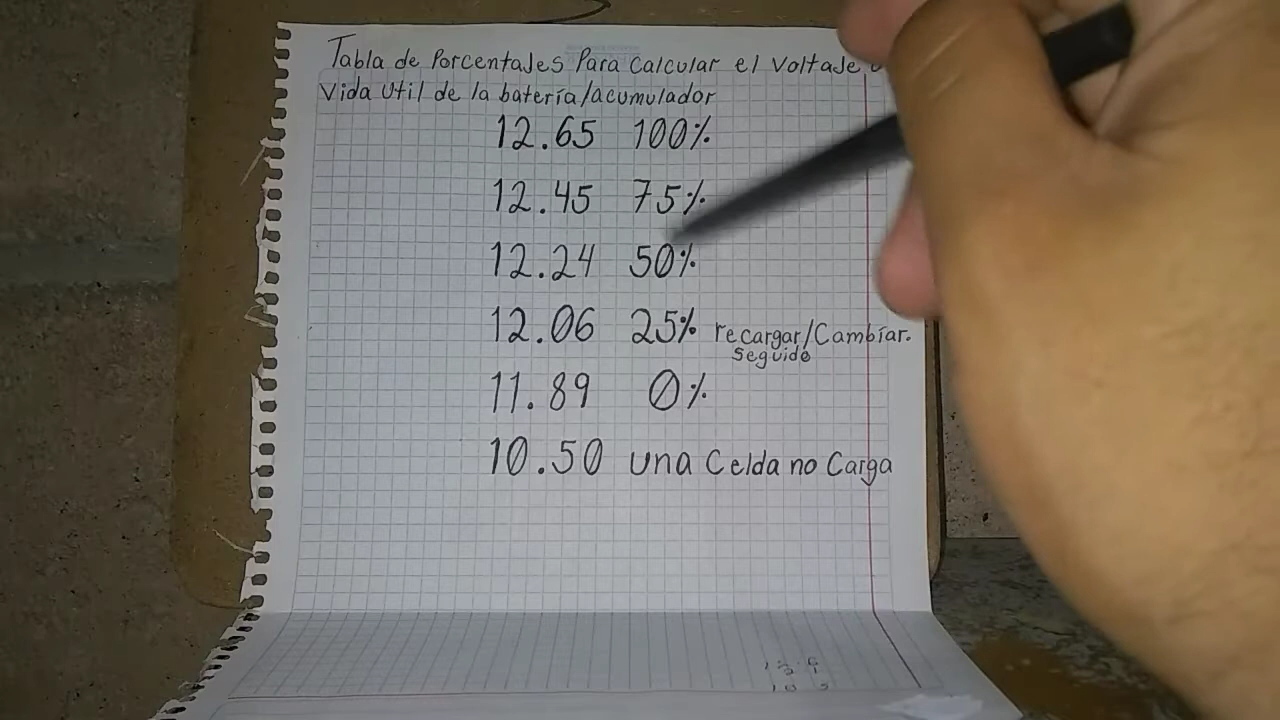 Tabla de Porcentajes Para Calcular el Voltaje
Vida Util de la batería/acumulador
12.65 100%
12.45 75%
12.24 50%
12.06 25% recargar/Cambiar.
seguido
11.89 0%
10.50 una Celda no Carga